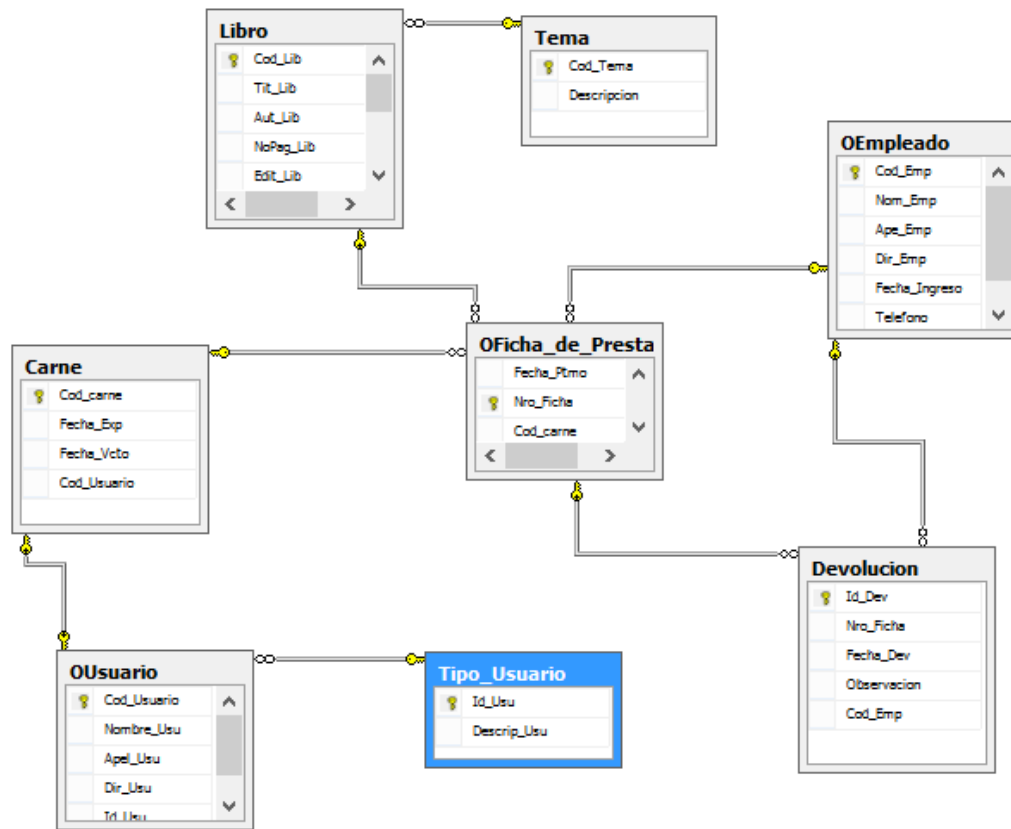 Libro
Cod_Lib
Tit_Lib
Aut_Lib
NoPag_Lib
Edit_Lib
Tema
Cod_Tema
Descripcion
OEmpleado
Cod_Emp
Nom_Emp
Ape_Emp
Dir_Emp
Fecha_Ingreso
Telefono
OFicha_de_Presta
Fecha_Ptmo
Nro_Ficha
Cod_carne
Carne
Cod_carne
Fecha_Exp
Fecha_Vcto
Cod_Usuario
Devolucion
Id_Dev
Nro_Ficha
Fecha_Dev
Observacion
Cod_Emp
OUsuario
Cod_Usuario
Nombre_Usu
Apel_Usu
Dir_Usu
Id_Usu
Tipo_Usuario
Id_Usu
Descrip_Usu